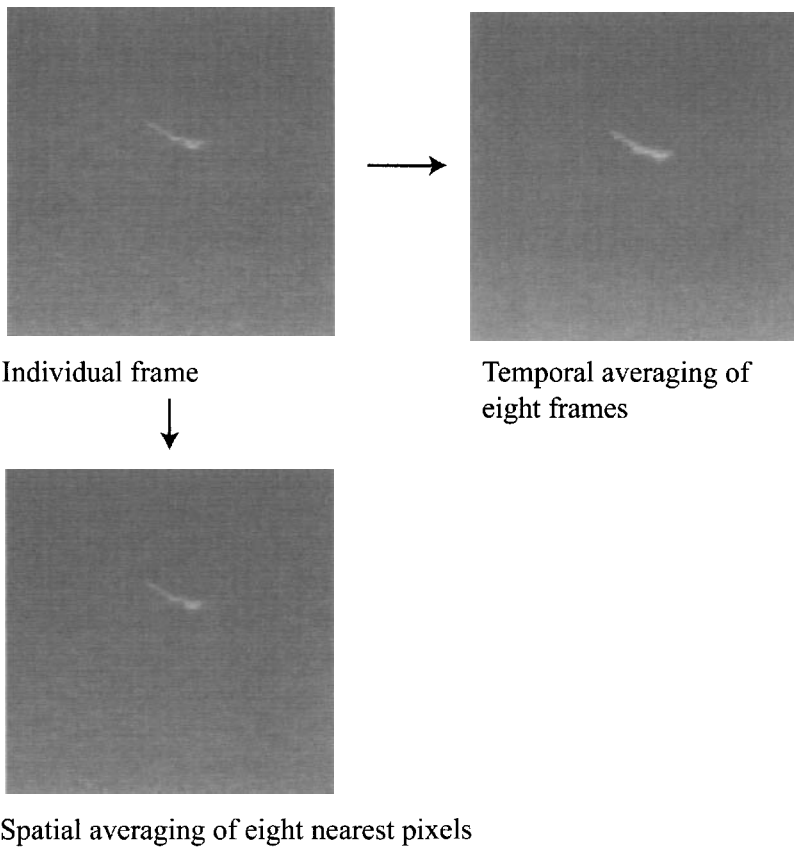 Individual frame
Temporal averaging of
eight frames
Spatial averaging of eight nearest pixels